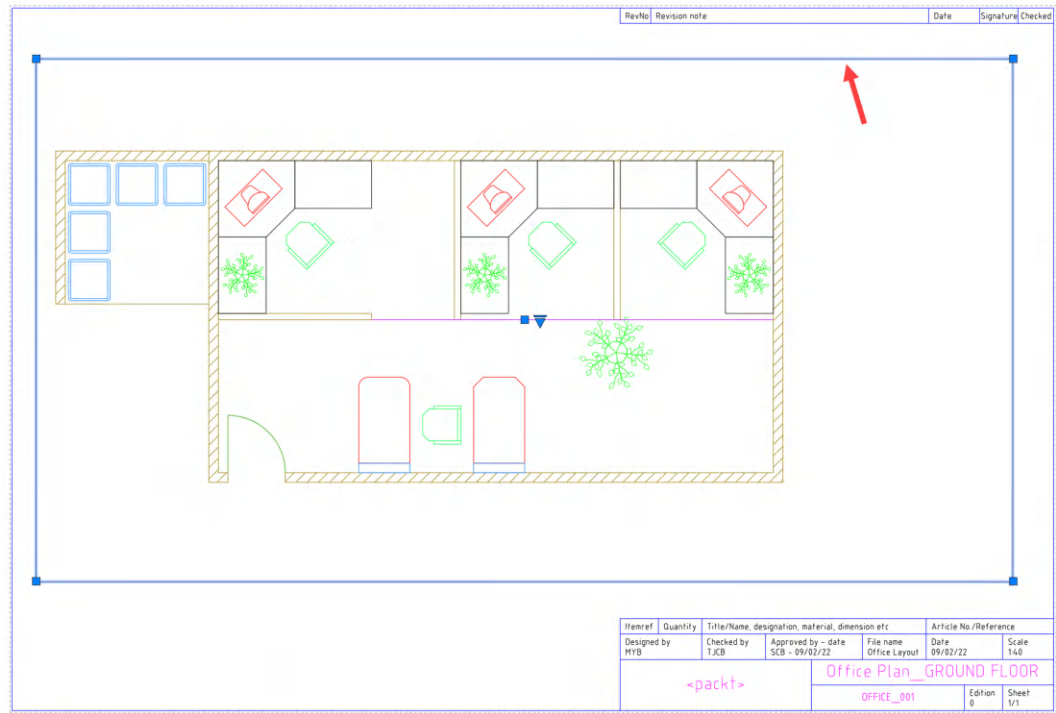 RevNo Revision note Date Signature Checked
Itemref Quantity Title/Name, designation, material, dimension etc Article No./Reference
Designed by Checked by Approved by - date File name Date Scale
MYB TJCB SCB - 09/02/22 Office Layout 09/02/22 1:40
<packt>
Office Plan_GROUND FLOOR
OFFICE_001
Edition Sheet
0 1/1